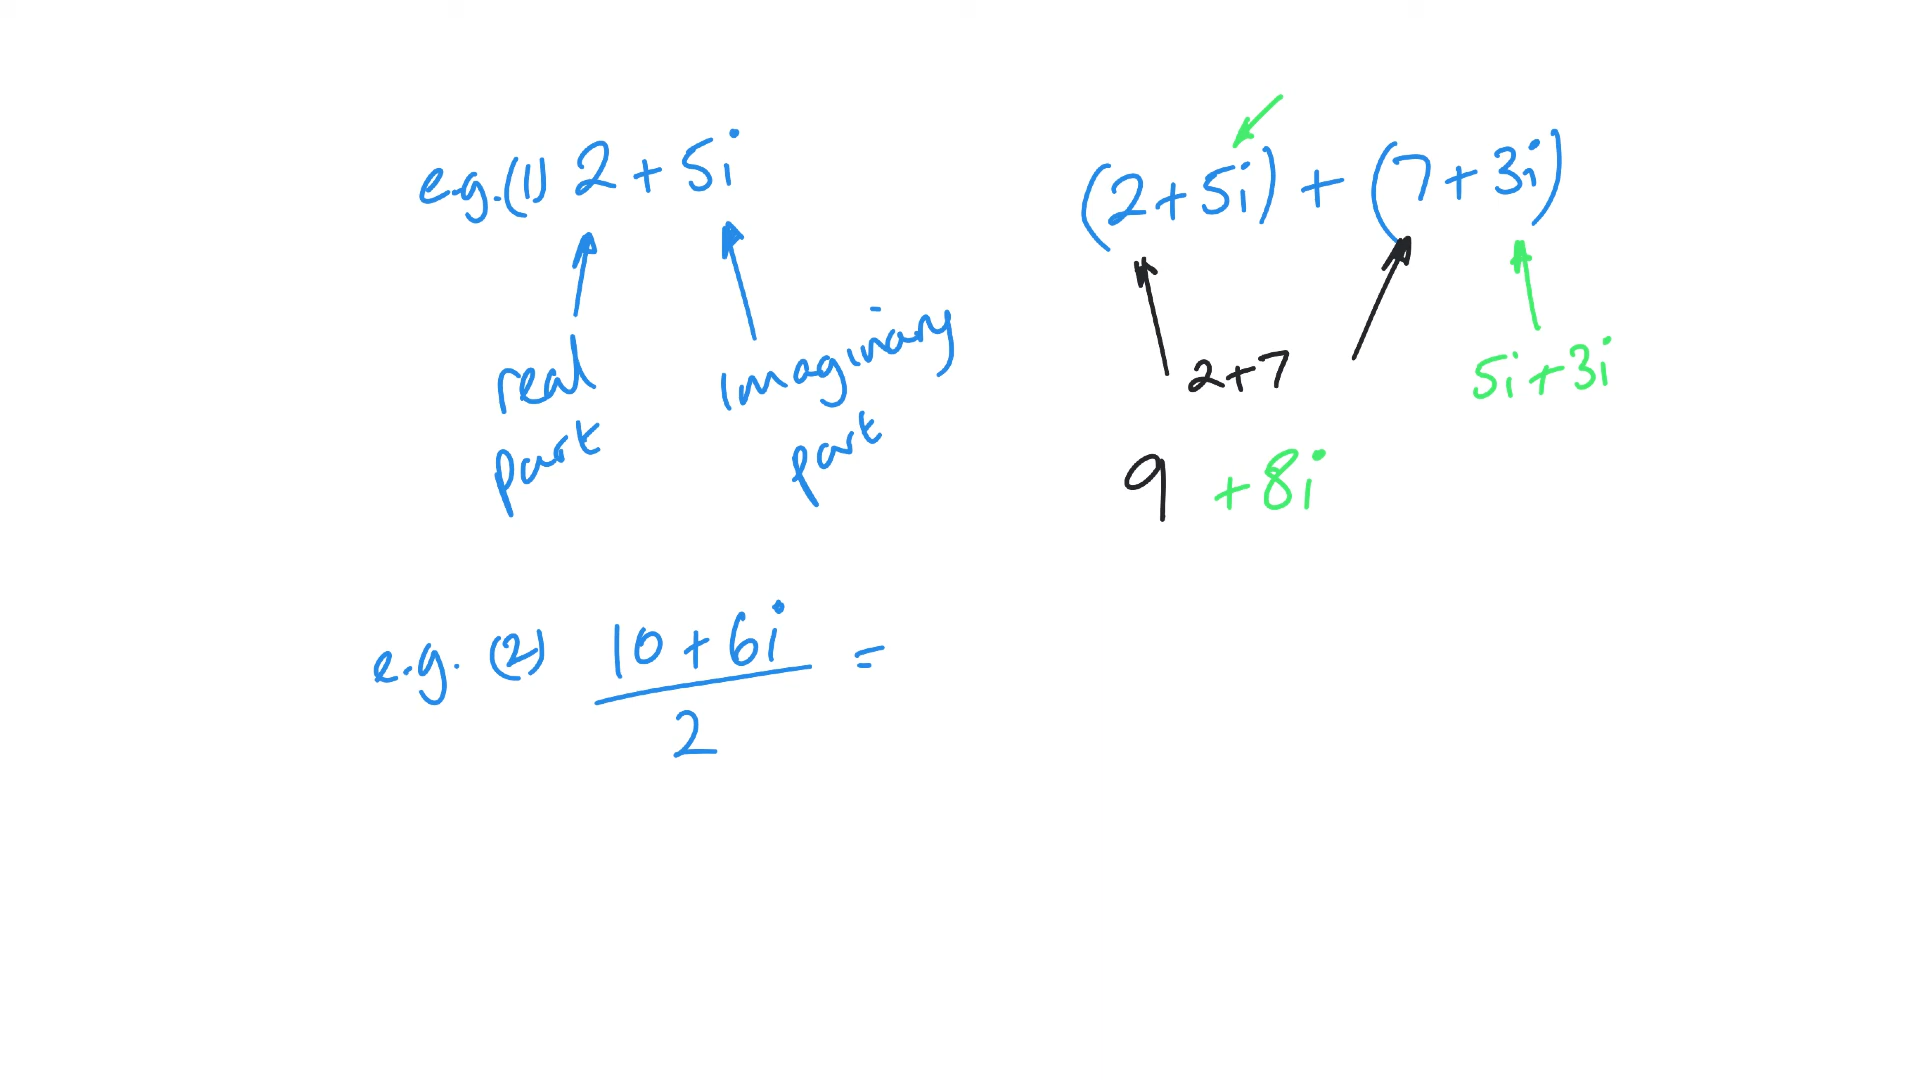 e.g. (1) 2 + 5i
real part
imaginary part
(2 + 5i) + (7 + 3i)
2 + 7
5i + 3i
9 + 8i
e.g. (2) 10 + 6i =
2